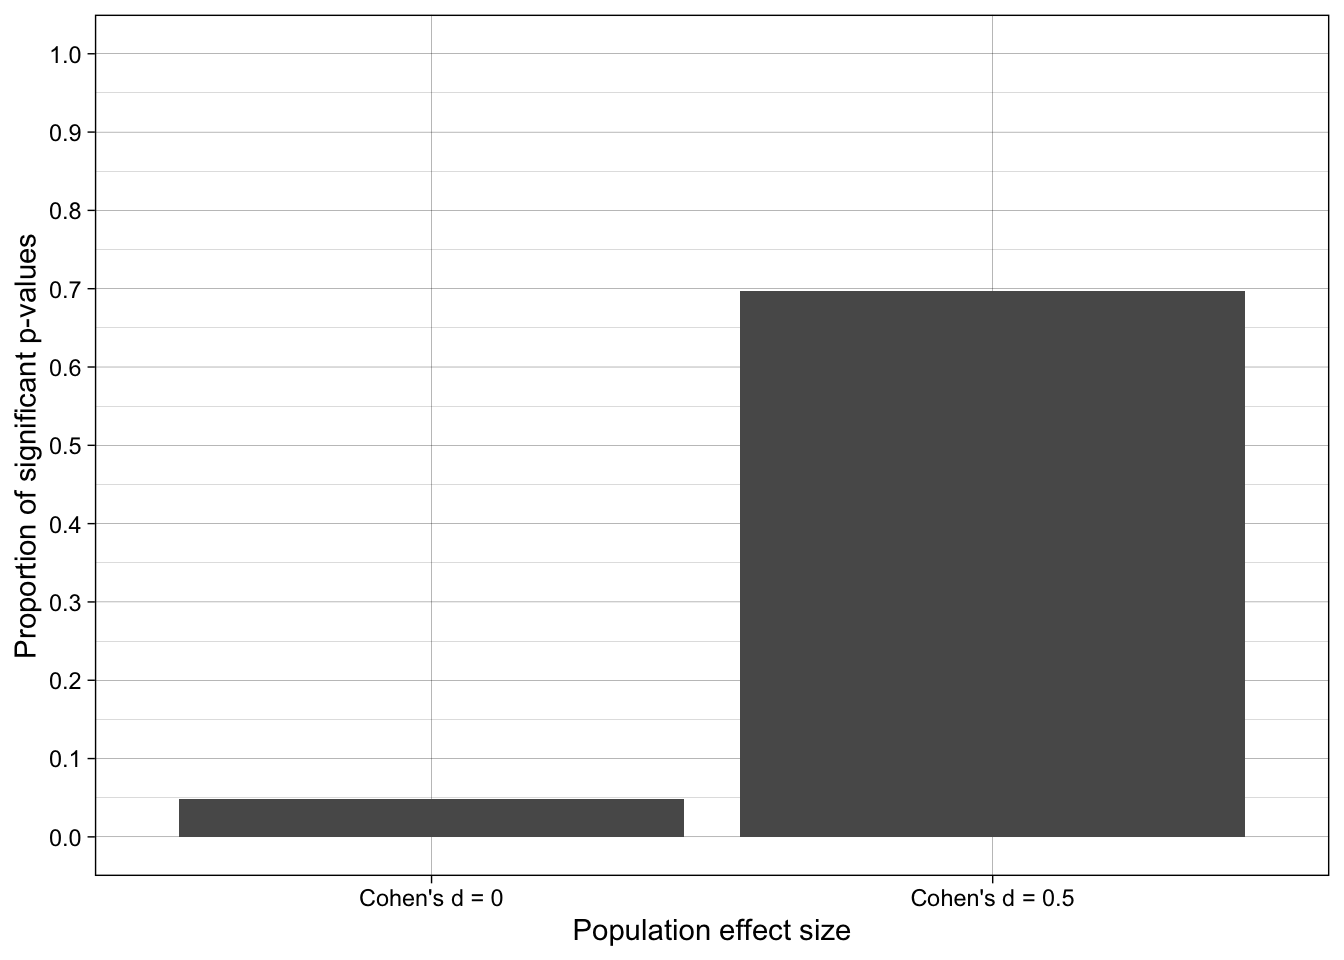 Proportion of significant p-values
1.0
0.9
0.8
0.7
0.6
0.5
0.4
0.3
0.2
0.1
0.0
Cohen's d = 0
Cohen's d = 0.5
Population effect size